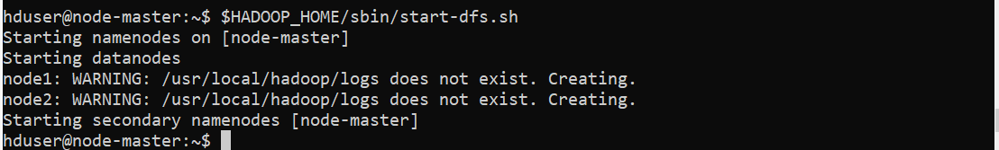 hduser@node-master:~$ $HADOOP_HOME/sbin/start-dfs.sh
Starting namenodes on [node-master]
Starting datanodes
node1: WARNING: /usr/local/hadoop/logs does not exist. Creating.
node2: WARNING: /usr/local/hadoop/logs does not exist. Creating.
Starting secondary namenodes [node-master]
hduser@node-master:~$